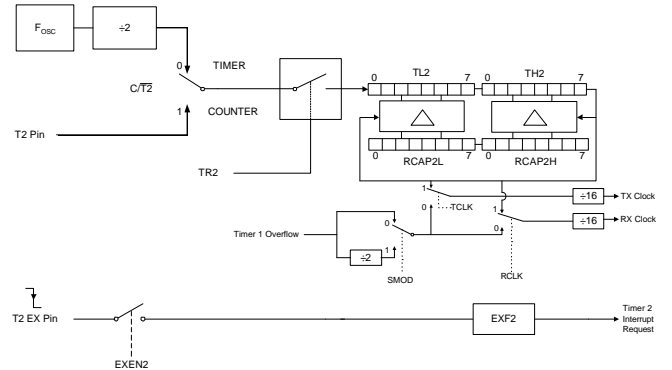 FOSC
÷2
0
TIMER
C/T2
1
COUNTER
T2 Pin
TR2
0
TL2
7
0
TH2
7
0
7
0
7
RCAP2L
RCAP2H
1
TCLK
0
÷16
TX Clock
1
0
÷16
RX Clock
Timer 1 Overflow
0
1
÷2
SMOD
RCLK
T2 EX Pin
EXEN2
EXF2
Timer 2
Interrupt
Request